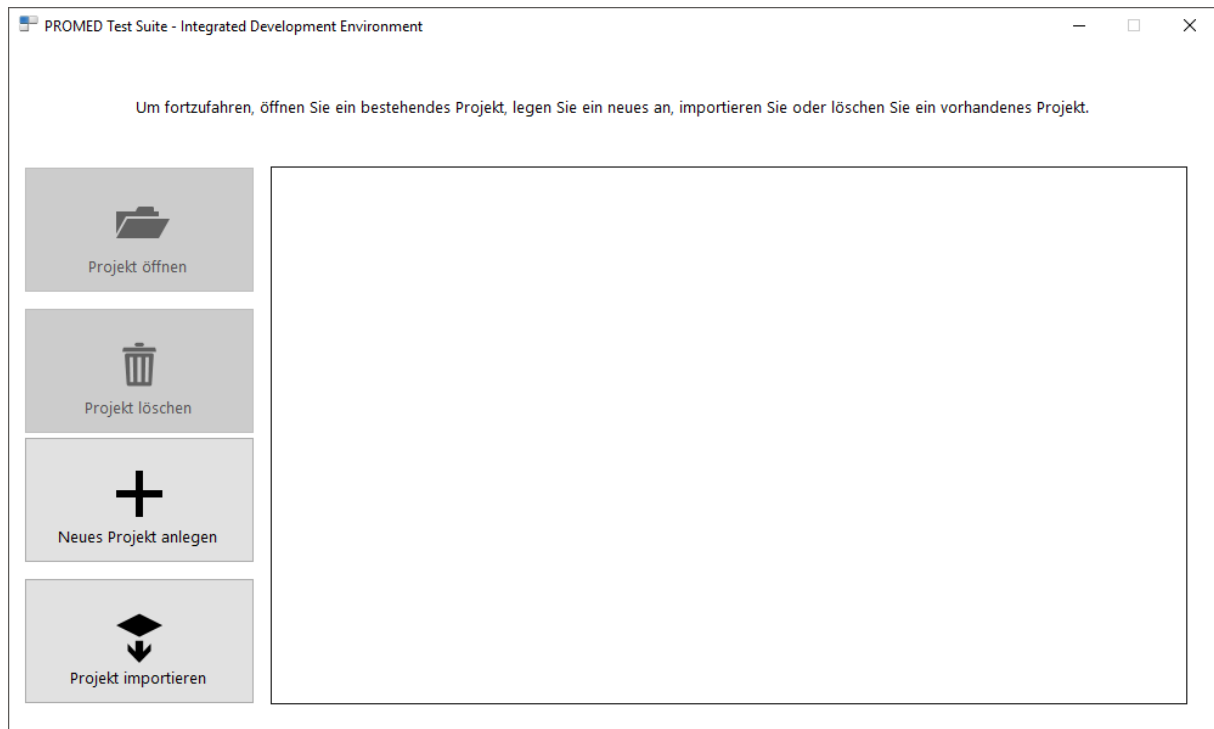 PROMED Test Suite - Integrated Development Environment
Um fortzufahren, öffnen Sie ein bestehendes Projekt, legen Sie ein neues an, importieren Sie oder löschen Sie ein vorhandenes Projekt.
Projekt öffnen
Projekt löschen
Neues Projekt anlegen
Projekt importieren